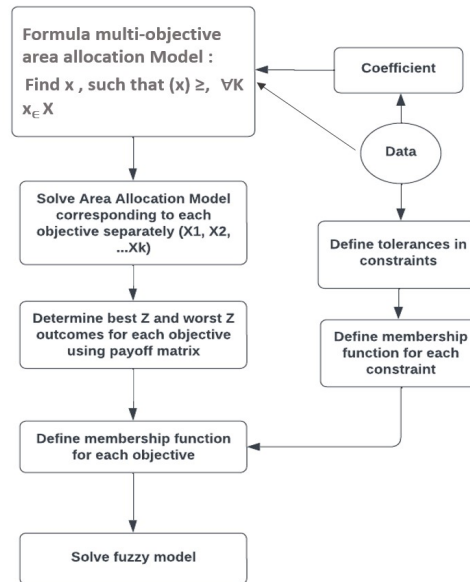 Formula multi-objective
area allocation Model :
Find x , such that (x) ≥, ∀K
x∈ X
Coefficient
Data
Solve Area Allocation Model
corresponding to each
objective separately (X1, X2,
...Xk)
Define tolerances in
constraints
Determine best Z and worst Z
outcomes for each objective
using payoff matrix
Define membership
function for each
constraint
Define membership function
for each objective
Solve fuzzy model